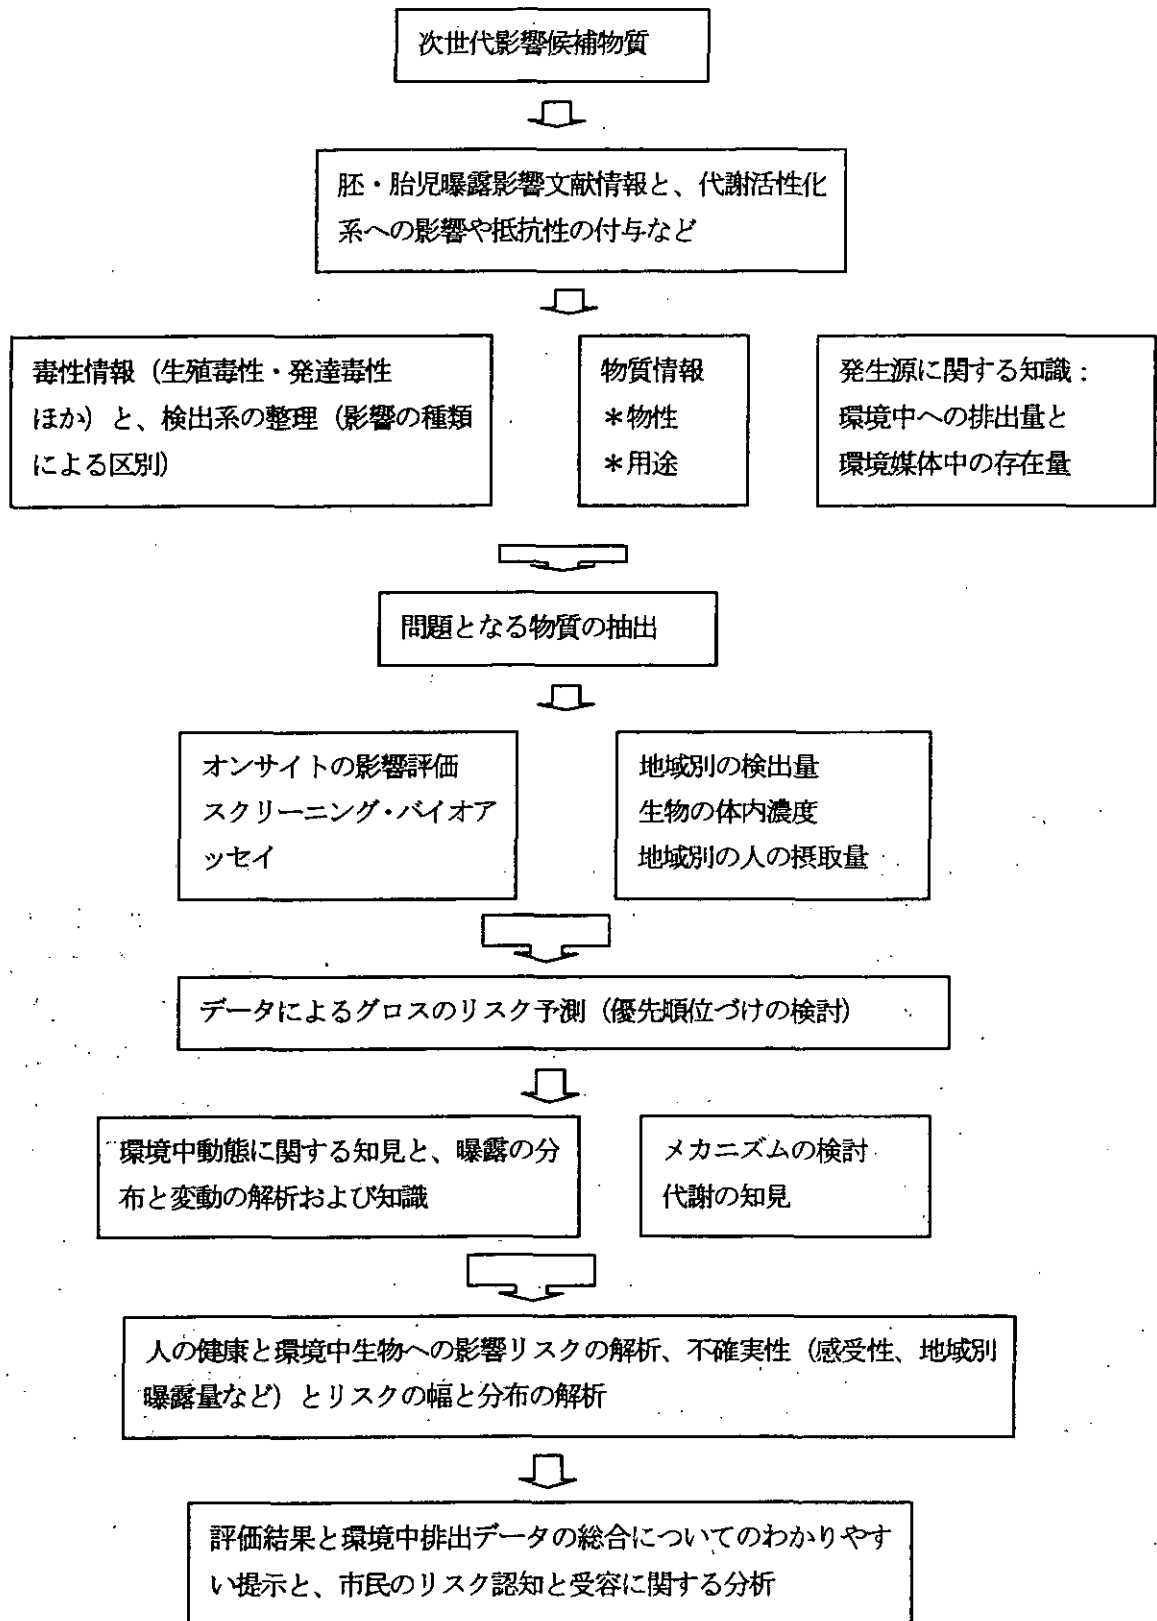 次世代影響候補物質
胚・胎児曝露影響文献情報と、代謝活性化
系への影響や抵抗性の付与など
毒性情報（生殖毒性・発達毒性
ほか）と、検出系の整理（影響の種類
による区別）
物質情報
＊物性
＊用途
発生源に関する知識：
環境中への排出量と
環境媒体中の存在量
問題となる物質の抽出
オンサイトの影響評価
スクリーニング・バイオア
ッセイ
地域別の検出量
生物の体内濃度
地域別の人の摂取量
データによるグロスのリスク予測（優先順位づけの検討）
環境中動態に関する知見と、曝露の分
布と変動の解析および知識
メカニズムの検討
代謝の知見
人の健康と環境中生物への影響リスクの解析、不確実性（感受性、地域別
曝露量など）とリスクの幅と分布の解析
評価結果と環境中排出データの総合についてのわかりやす
い提示と、市民のリスク認知と受容に関する分析